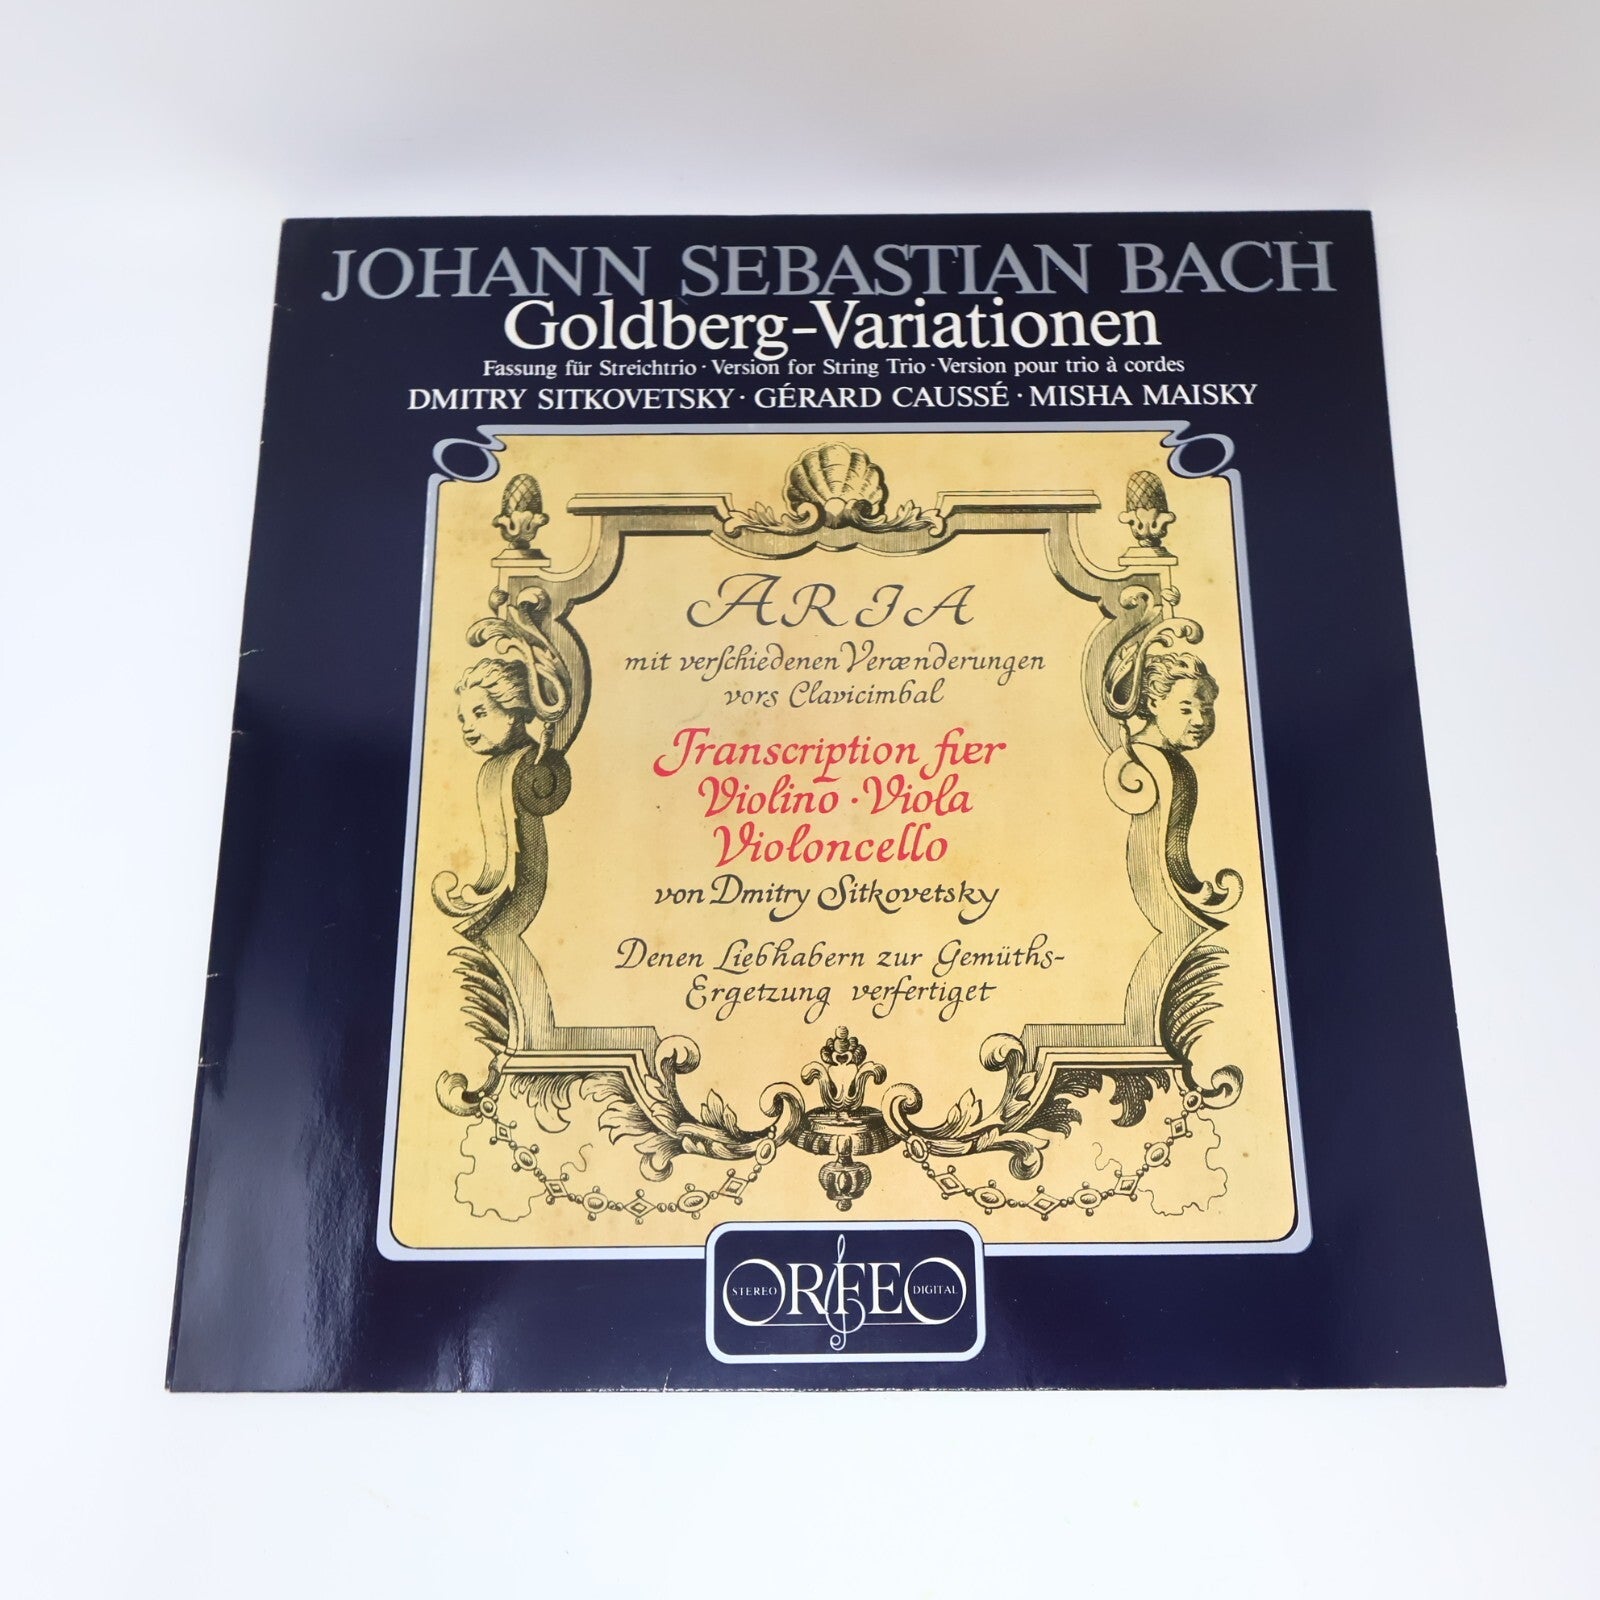 JOHANN SEBASTIAN BACH
Goldberg-Variationen
Fassung für Streichtrio · Version for String Trio · Version pour trio à cordes
DMITRY SITKOVETSKY · GÉRARD CAUSSÉ · MISHA MAISKY
ARIA
mit verschiedenen Verænderungen
vors Clavicimbal
Transcription fuer
Violino · Viola
Violoncello
von Dmitry Sitkovetsky
Denen Liebhabern zur Gemüths-
Ergetzung verfertiget
STEREO ORFEO DIGITAL